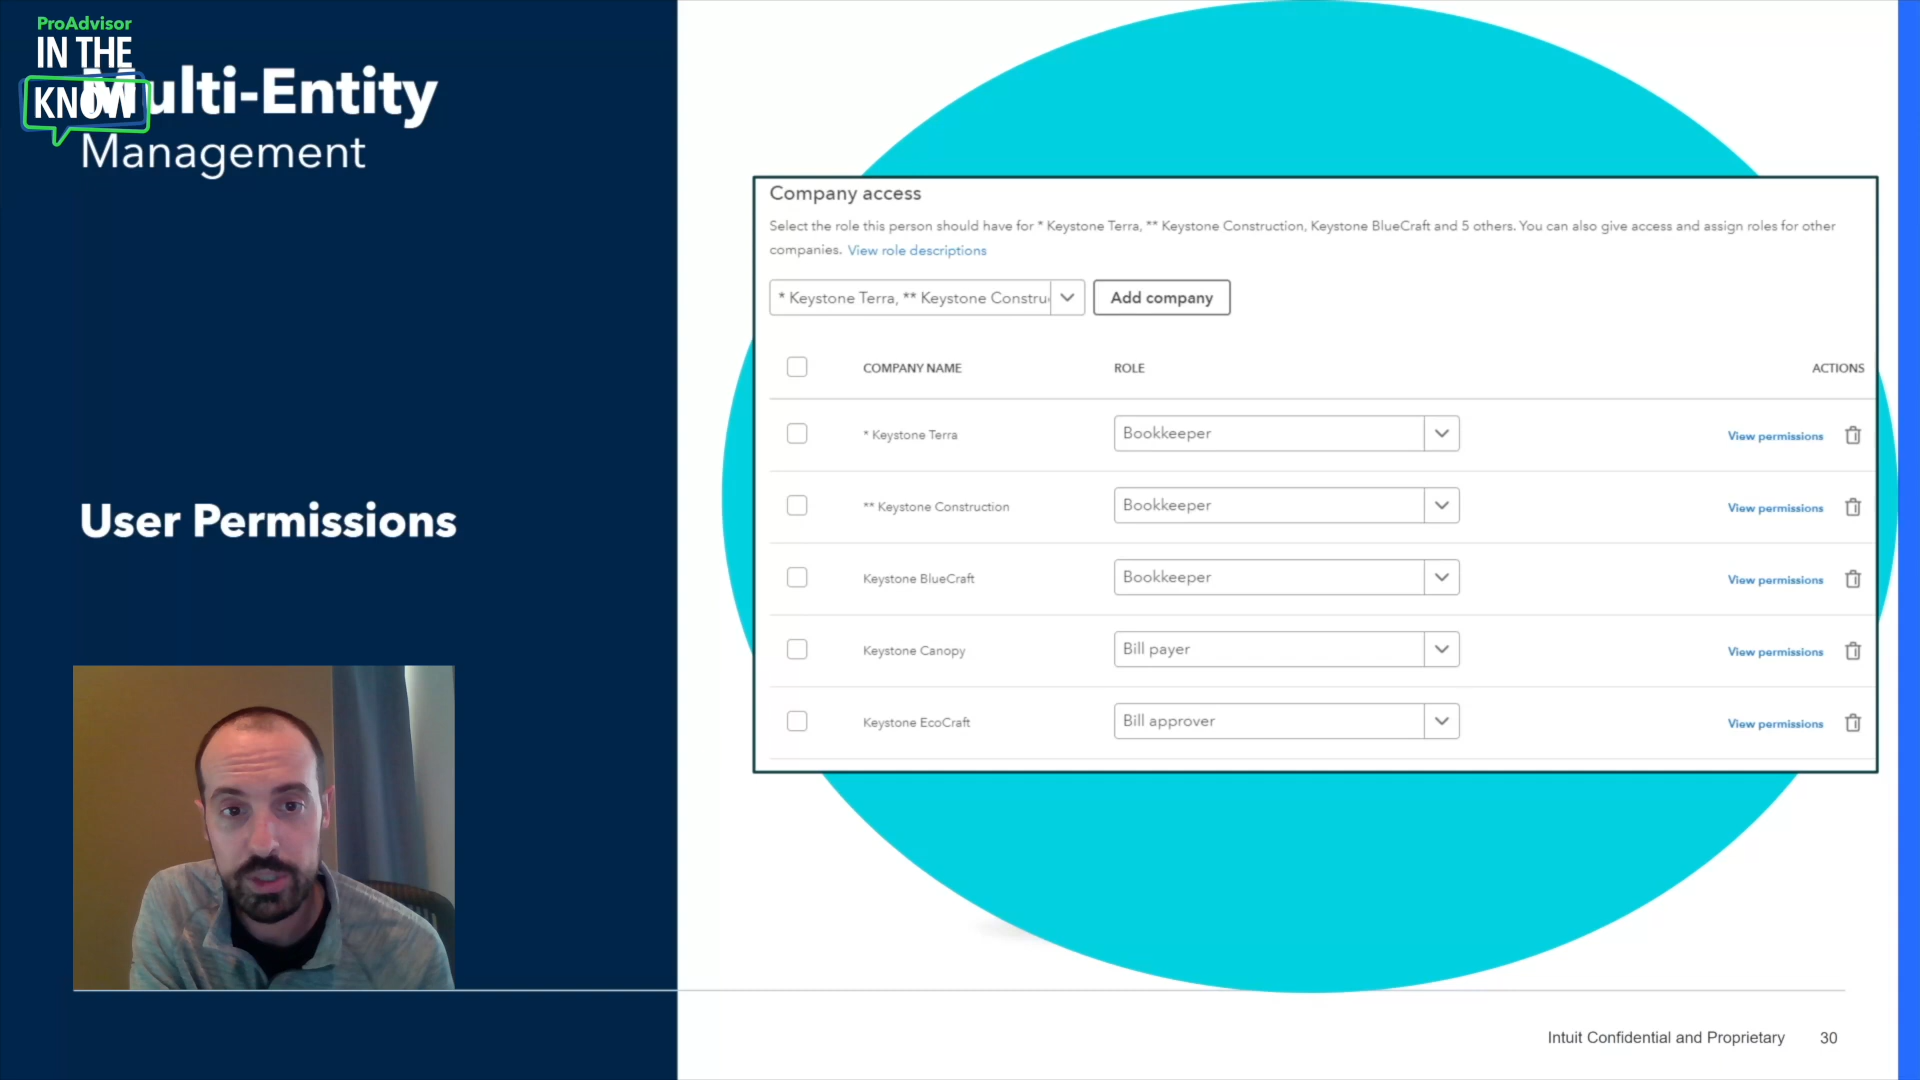 ProAdvisor
IN THE
KNOW
Multi-Entity
Management
User Permissions
Company access
Select the role this person should have for * Keystone Terra, ** Keystone Construction, Keystone BlueCraft and 5 others. You can also give access and assign roles for other
companies. View role descriptions
* Keystone Terra, ** Keystone Constru
Add company
COMPANY NAME ROLE ACTIONS
* Keystone Terra Bookkeeper View permissions
** Keystone Construction Bookkeeper View permissions
Keystone BlueCraft Bookkeeper View permissions
Keystone Canopy Bill payer View permissions
Keystone EcoCraft Bill approver View permissions
Intuit Confidential and Proprietary 30